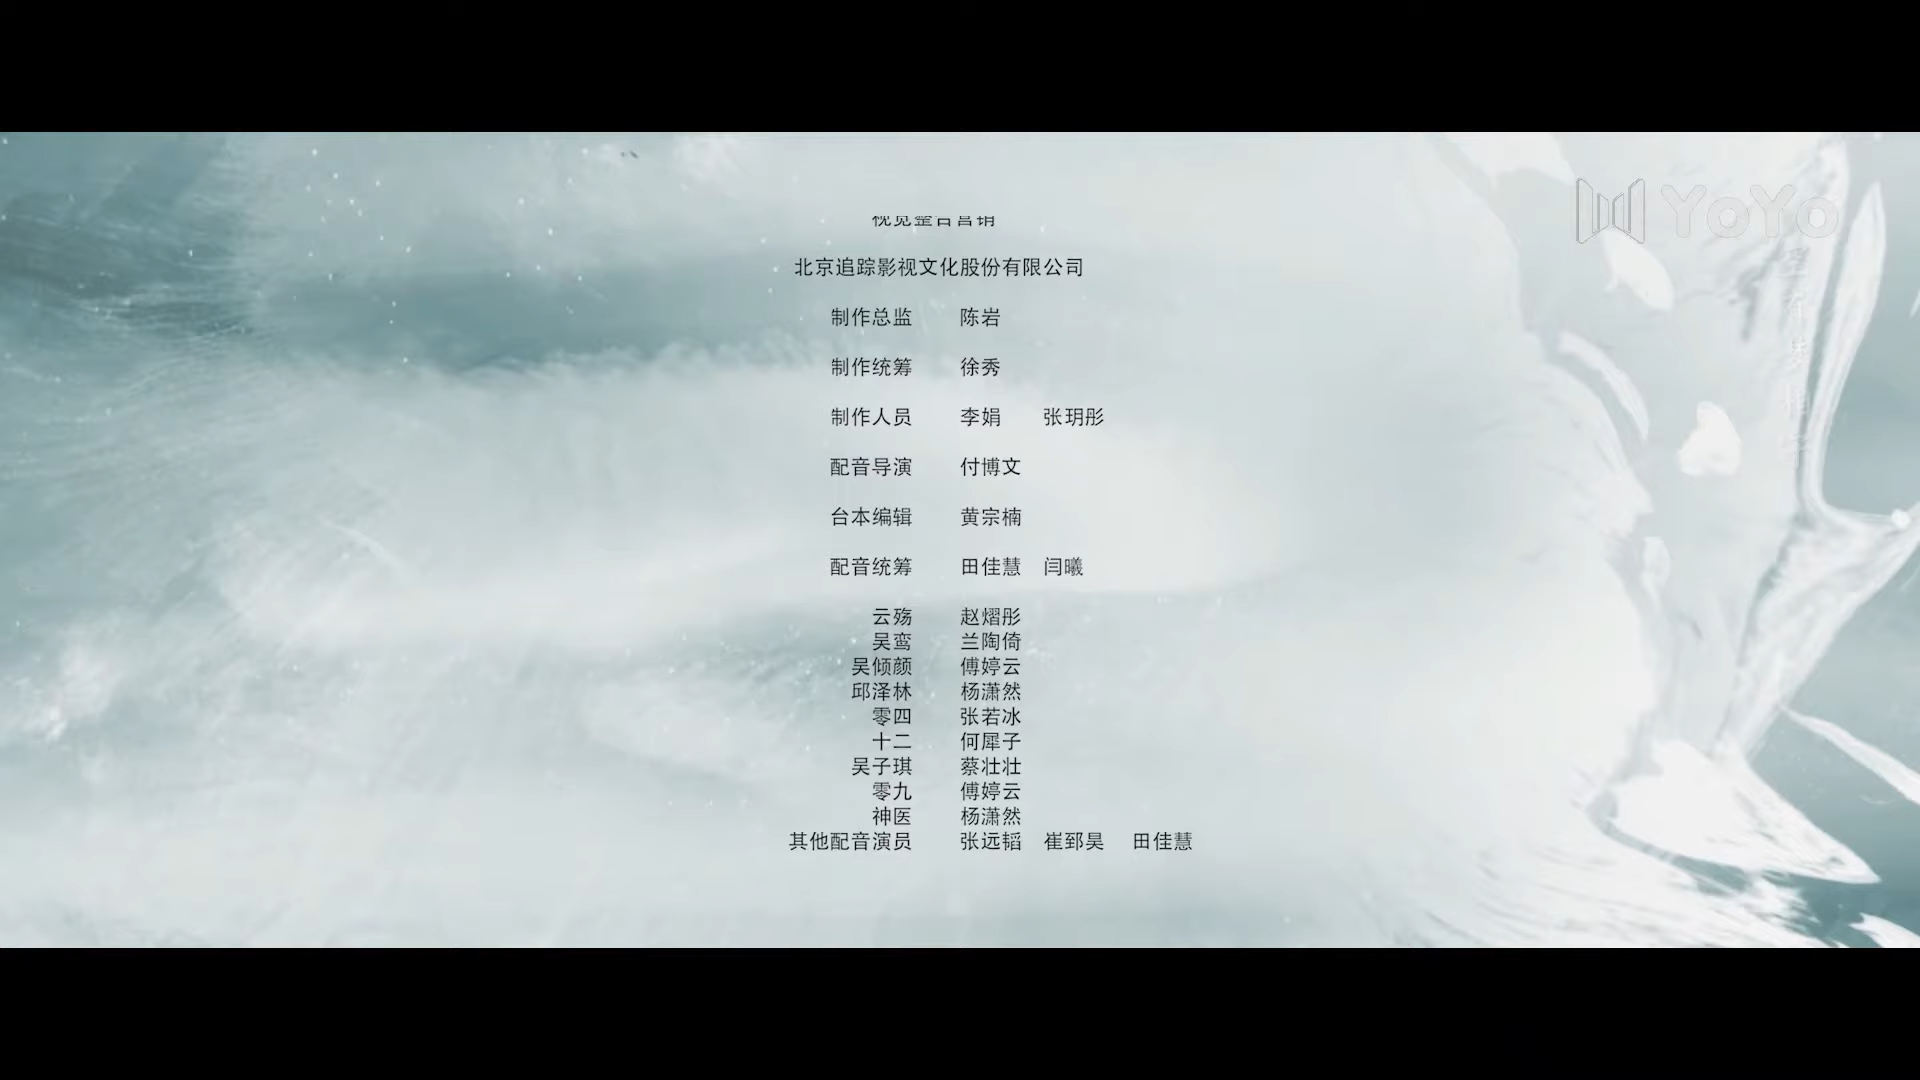 YoYo
北京追踪影视文化股份有限公司
制作总监 陈岩
制作统筹 徐秀
制作人员 李娟 张玥彤
配音导演 付博文
台本编辑 黄宗楠
配音统筹 田佳慧 闫曦
云殇 赵熠彤
吴鸾 兰陶倚
吴倾颜 傅婷云
邱泽林 杨潇然
零四 张若冰
十二 何犀子
吴子琪 蔡壮壮
零九 傅婷云
神医 杨潇然
其他配音演员 张远韬 崔郅昊 田佳慧